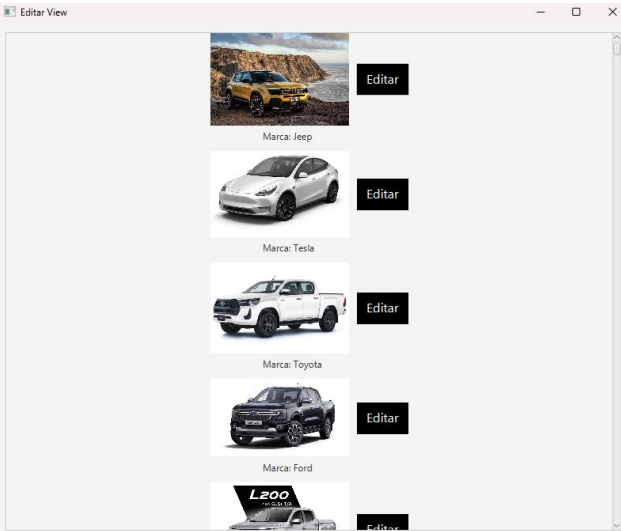 Editar View
Editar
Marca: Jeep
Editar
Marca: Tesla
Editar
Marca: Toyota
Editar
Marca: Ford
L200
Editar